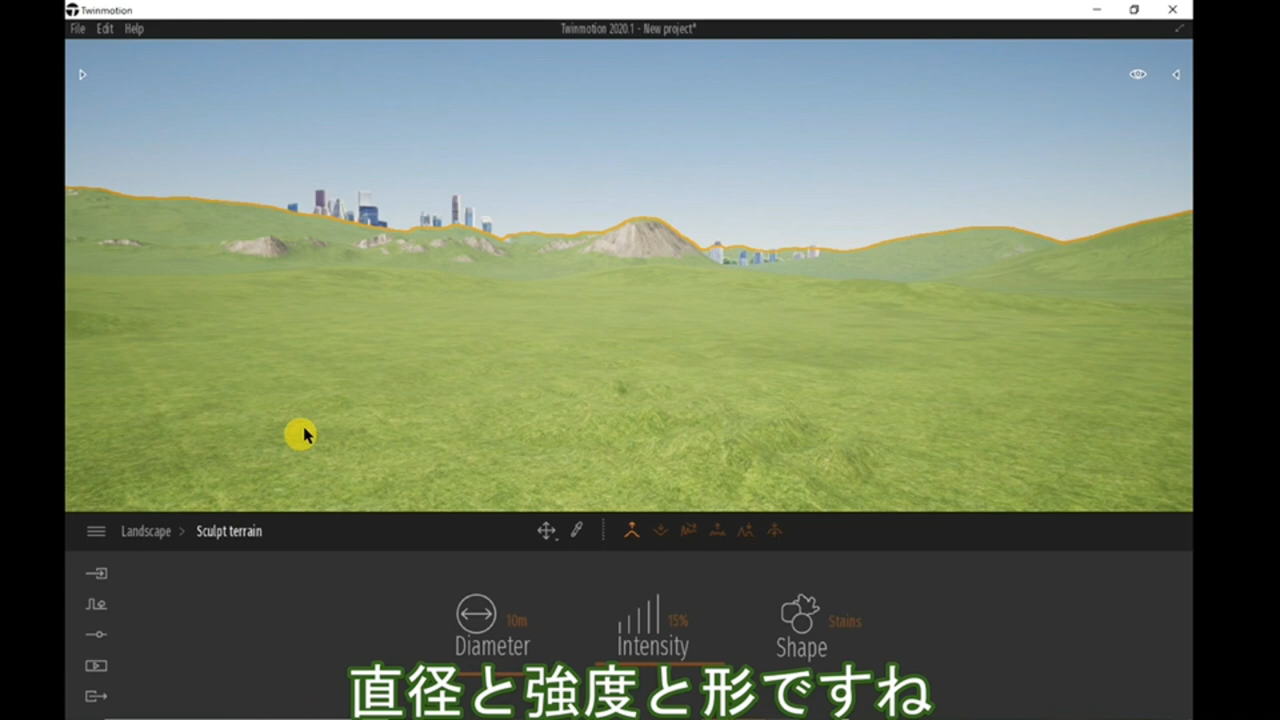 Twinmotion
File Edit Help
Twinmotion 2020.1 - New project*
Landscape > Sculpt terrain
10m
Diameter
15%
Intensity
Stains
Shape
直径と強度と形ですね